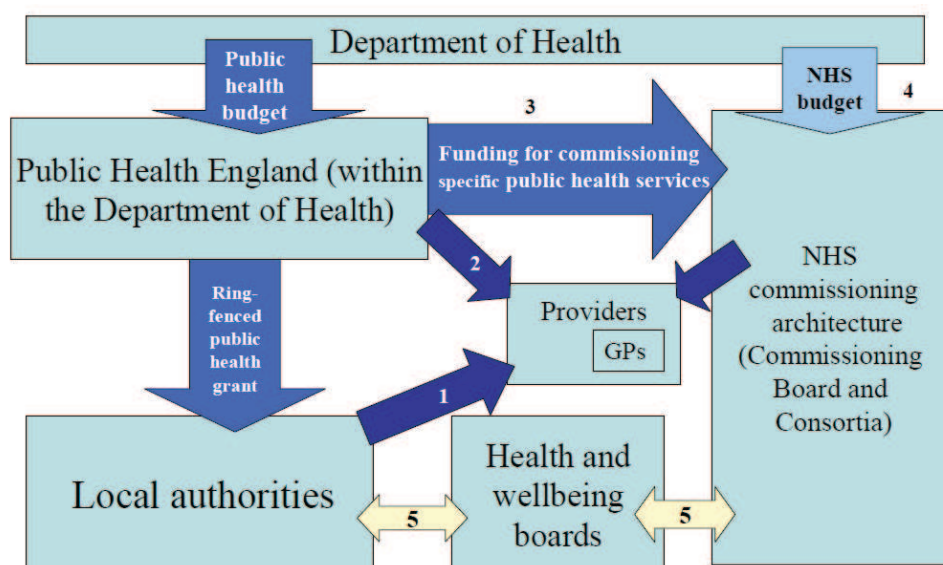 Department of Health
Public
health
budget
NHS
budget
4
3
Public Health England (within
the Department of Health)
Funding for commissioning
specific public health services
2
Ring-
fenced
public
health
grant
Providers
GPs
NHS
commissioning
architecture
(Commissioning
Board and
Consortia)
1
Local authorities
5
Health and
wellbeing
boards
5